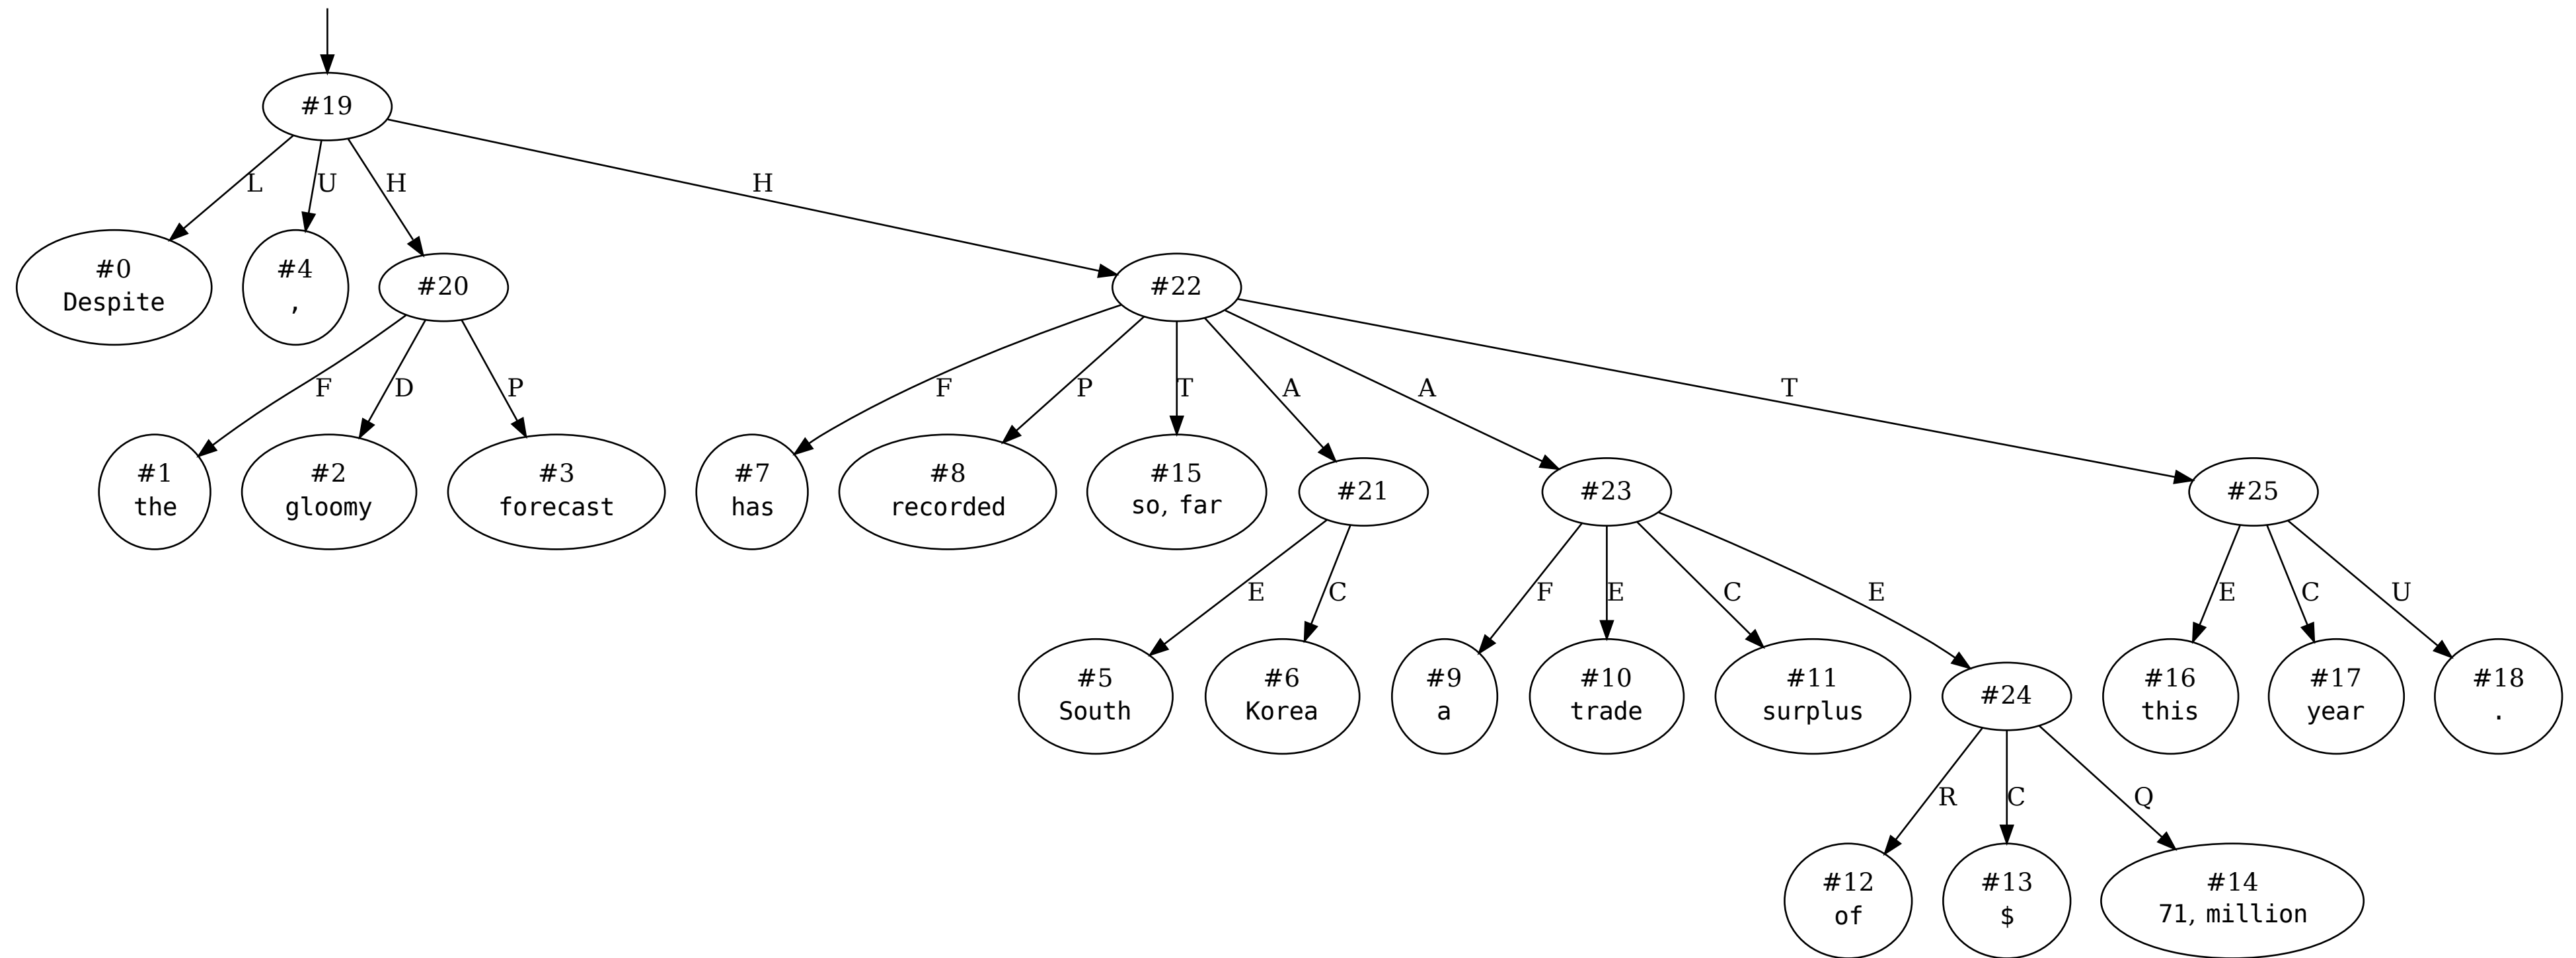 #19
L
U
H
H
#0
Despite
#4
,
#20
#22
F
D
P
F
P
T
A
A
T
#1
the
#2
gloomy
#3
forecast
#7
has
#8
recorded
#15
so, far
#21
#23
#25
E
C
F
E
C
E
E
C
U
#5
South
#6
Korea
#9
a
#10
trade
#11
surplus
#24
#16
this
#17
year
#18
.
R
C
Q
#12
of
#13
$
#14
71, million